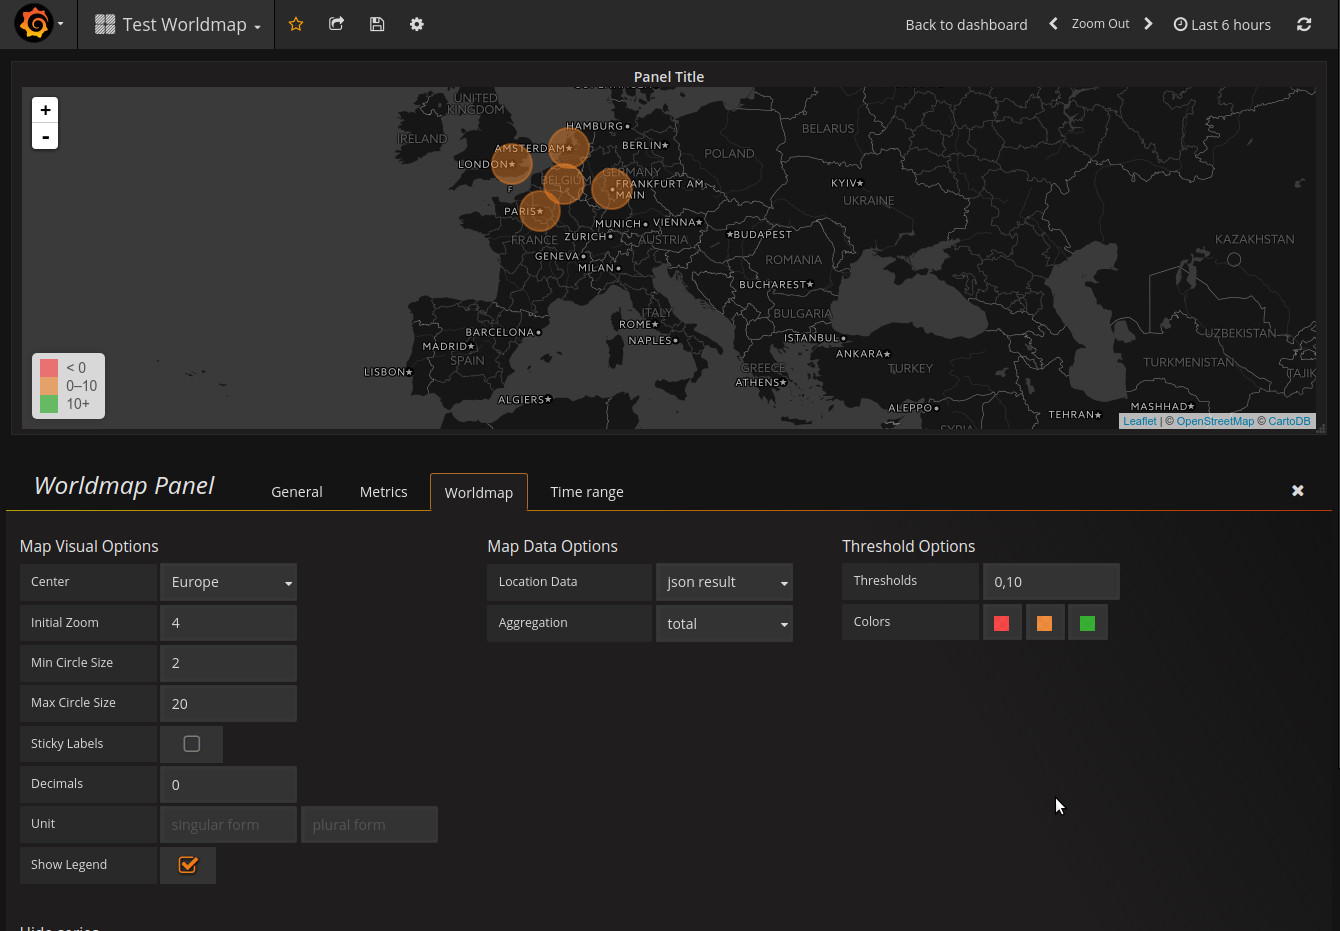 Test Worldmap
Back to dashboard
Zoom Out
Last 6 hours
Panel Title
+
-
UNITED
KINGDOM
IRELAND
HAMBURG
AMSTERDAM
BERLIN
BELARUS
POLAND
LONDON
BELGIUM
GERMANY
FRANKFURT AM
MAIN
F
PARIS
KYIV
UKRAINE
MUNICH
VIENNA
BUDAPEST
FRANCE
ZÜRICH
AUSTRIA
KAZAKHSTAN
GENEVA
MILAN
ROMANIA
BUCHAREST
ITALY
BULGARIA
ROME
BARCELONA
NAPLES
ISTANBUL
UZBEKISTAN
MADRID
SPAIN
ANKARA
LISBON
GREECE
TURKEY
TURKMENISTAN
TAJIK
ATHENS
ALGIERS
ALEPPO
TEHRAN
MASHHAD
SYRIA
< 0
0–10
10+
Leaflet | © OpenStreetMap © CartoDB
Worldmap Panel
General
Metrics
Worldmap
Time range
Map Visual Options
Center Europe
Initial Zoom 4
Min Circle Size 2
Max Circle Size 20
Sticky Labels
Decimals 0
Unit singular form plural form
Show Legend
Map Data Options
Location Data json result
Aggregation total
Threshold Options
Thresholds 0,10
Colors
Hide series